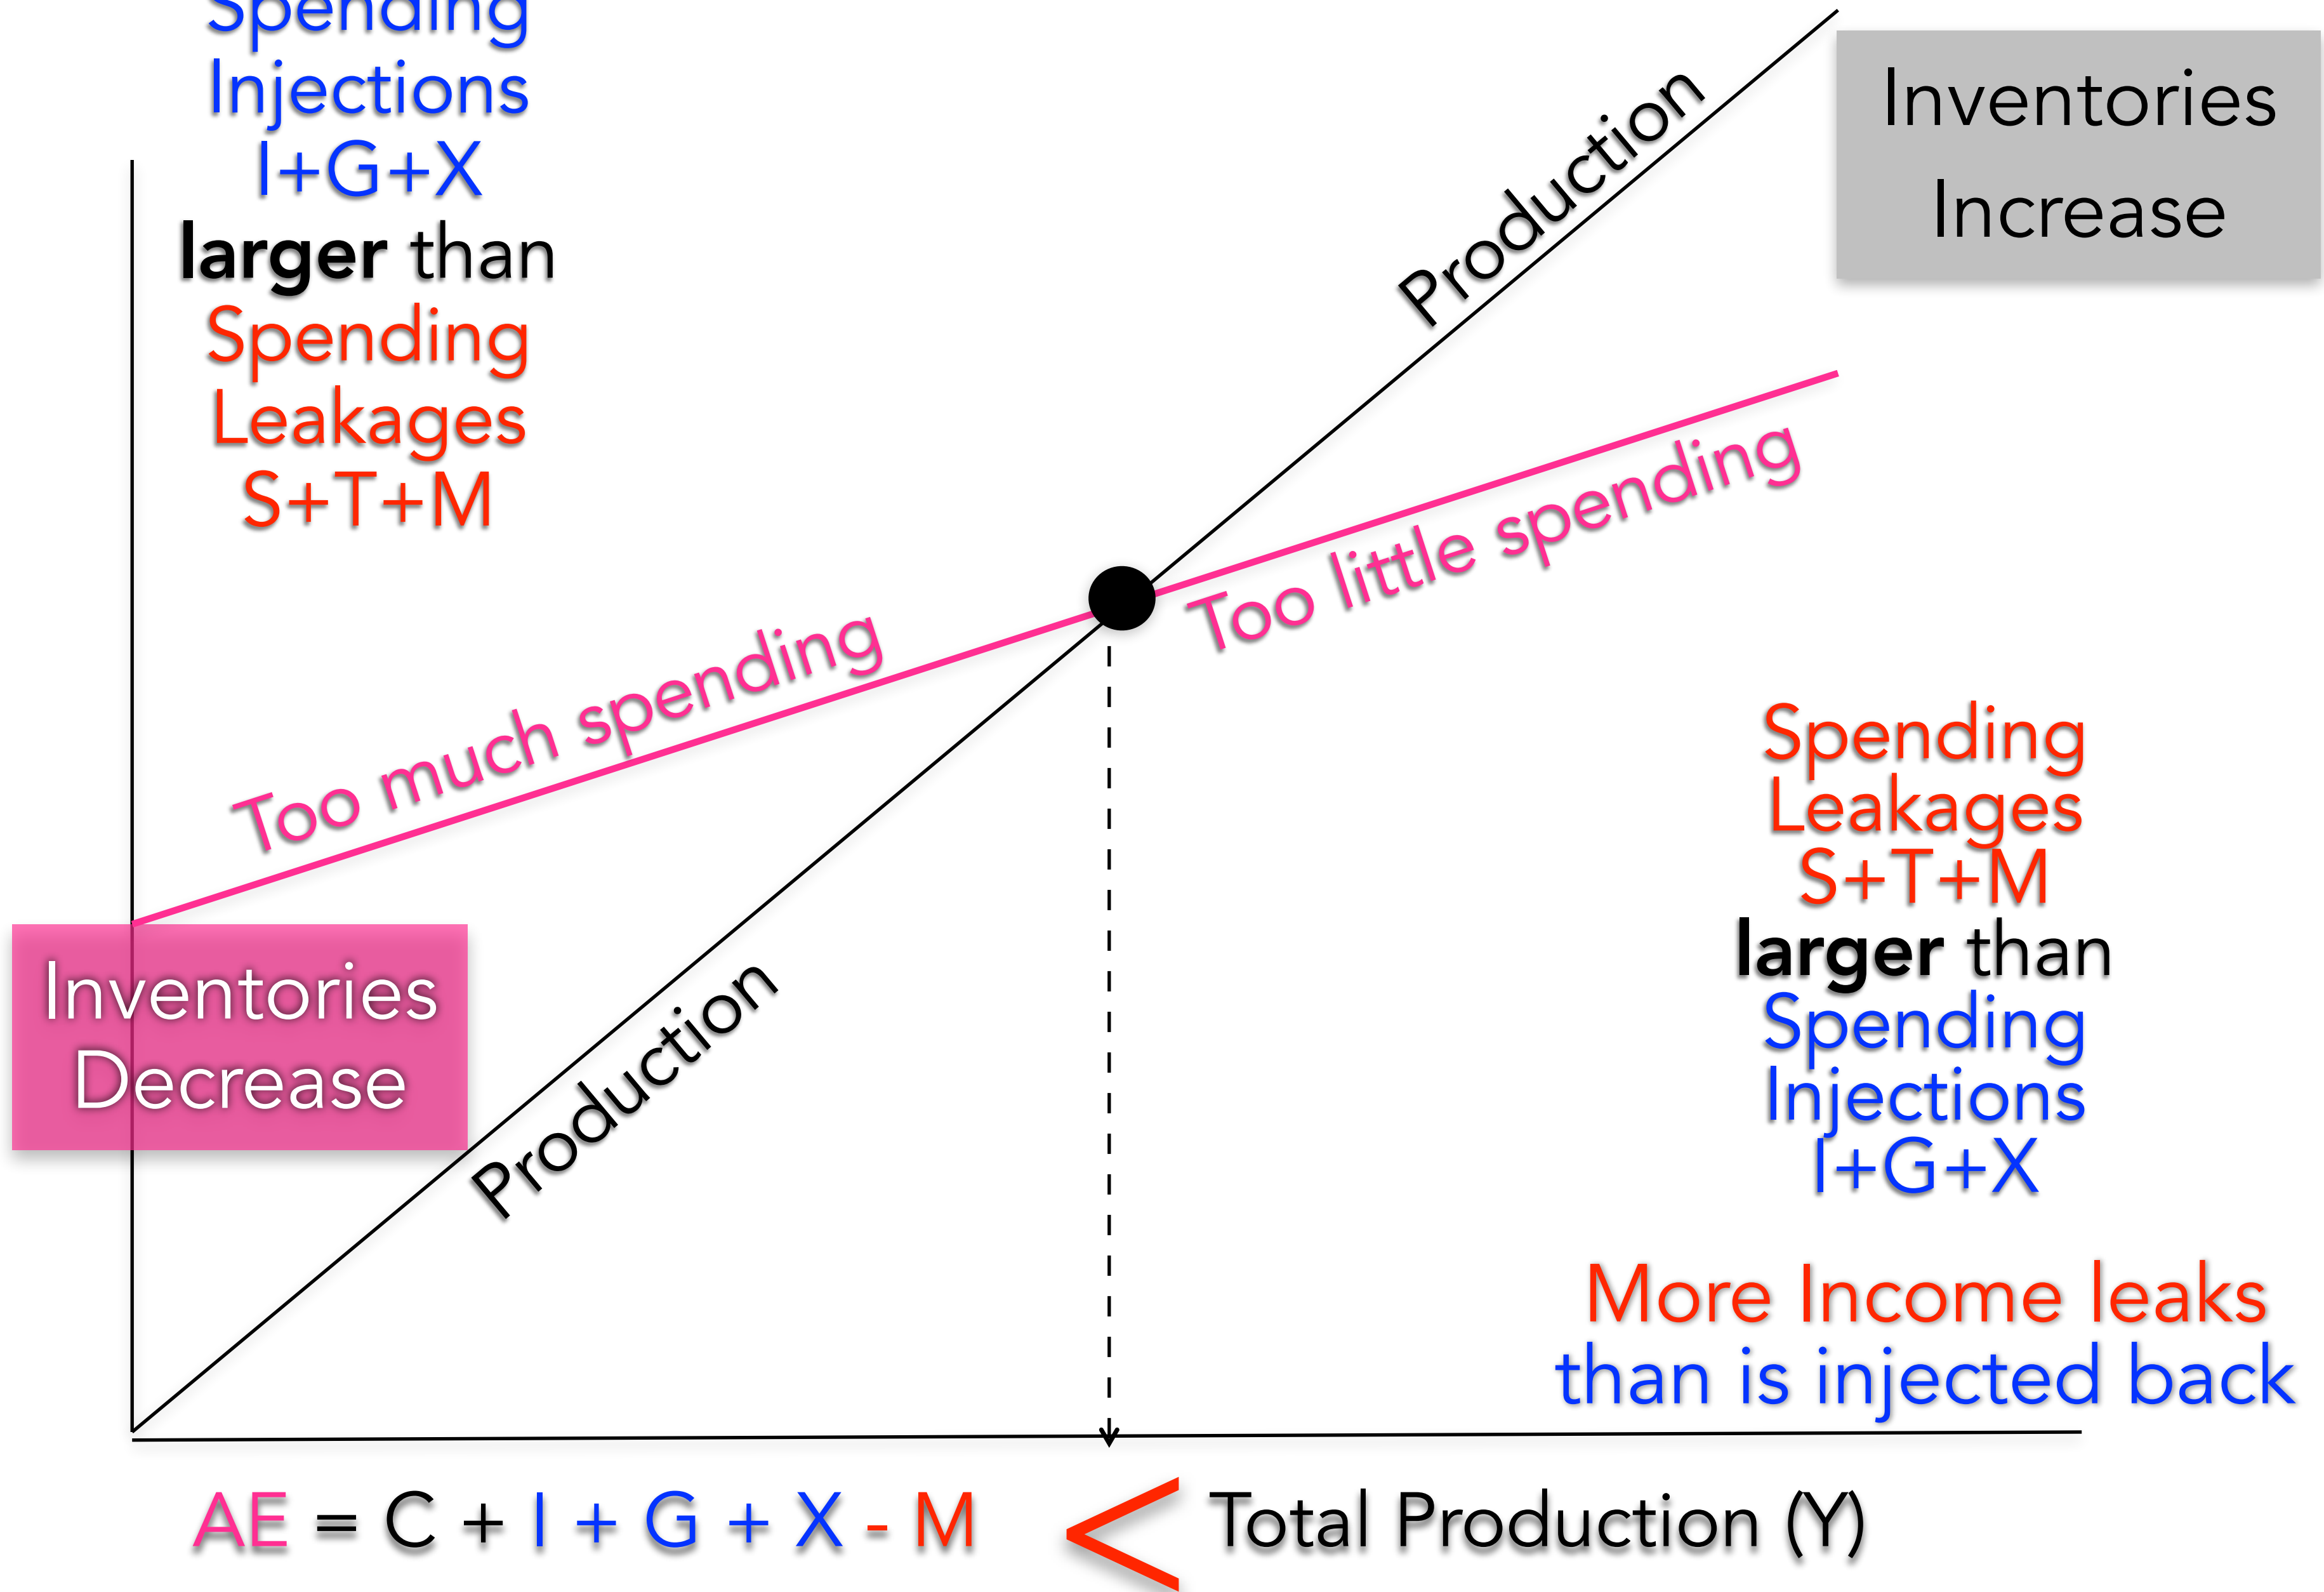 Spending
Injections
I+G+X
larger than
Spending
Leakages
S+T+M
Production
Inventories
Increase
Too much spending
Too little spending
Inventories
Decrease
Production
Spending
Leakages
S+T+M
larger than
Spending
Injections
I+G+X
More Income leaks
than is injected back
AE = C + I + G + X - M < Total Production (Y)